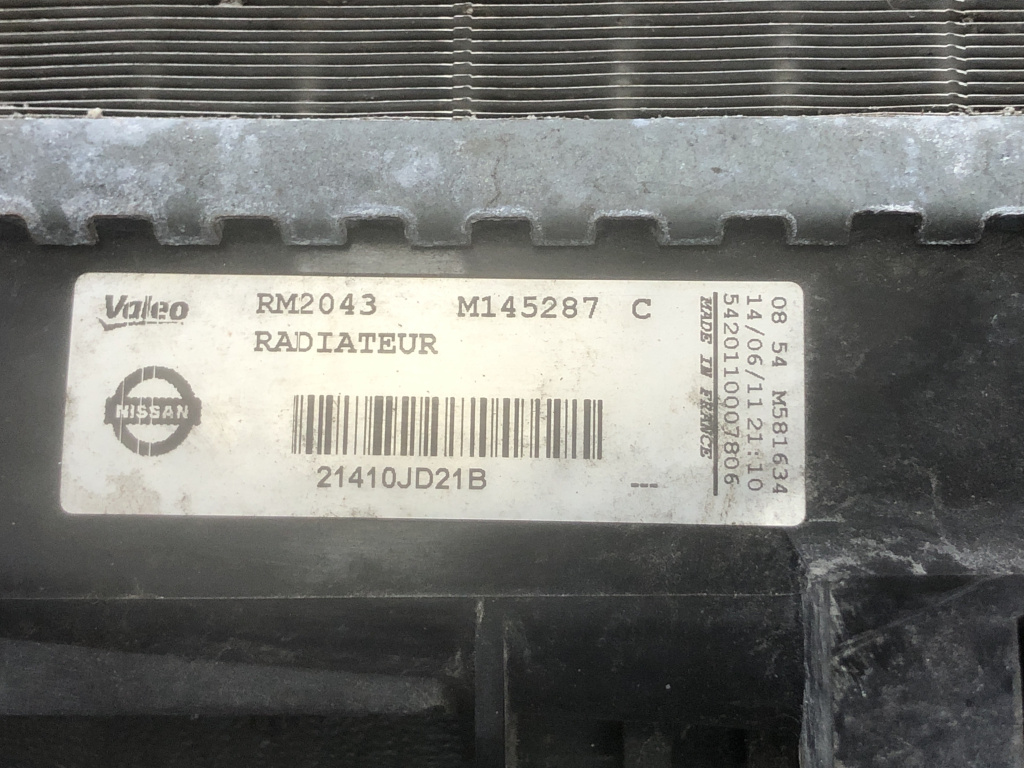 Valeo RM2043 M145287 C
RADIATEUR
NISSAN
21410JD21B ---
08 54 M581634
14/06/11 21:10
5420110007806
MADE IN FRANCE